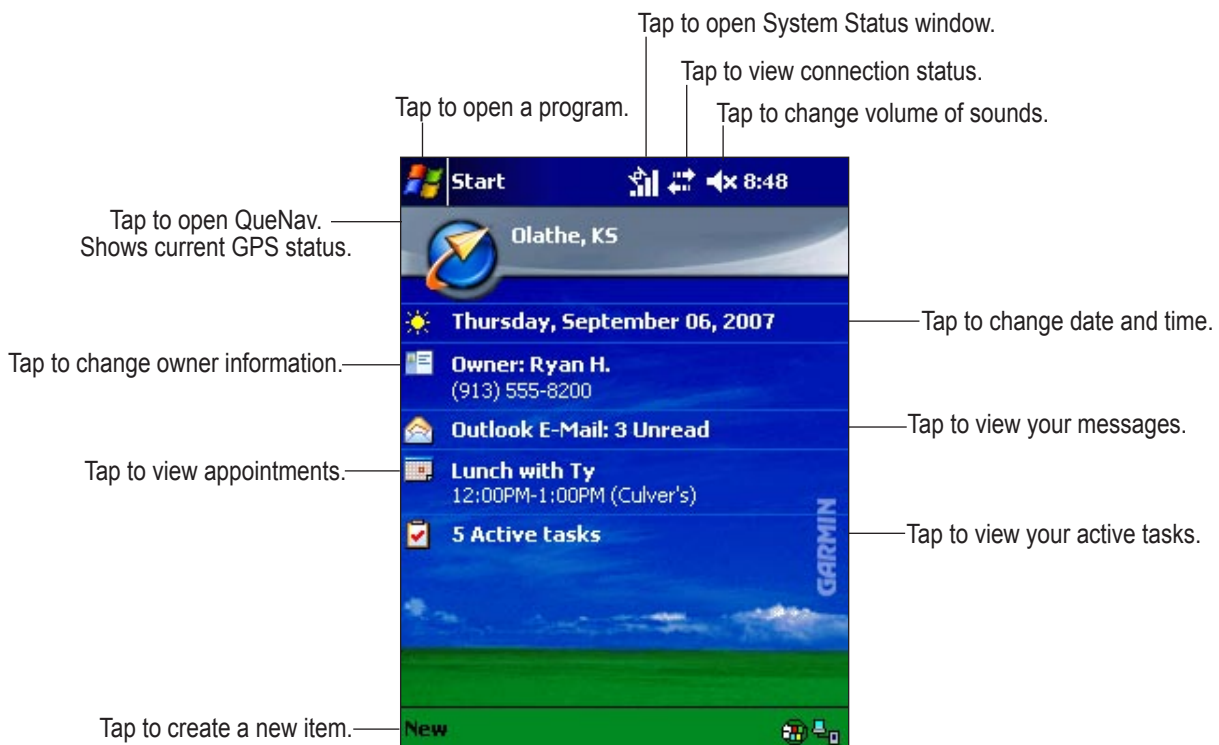 Tap to open System Status window.
Tap to view connection status.
Tap to open a program.
Tap to change volume of sounds.
Start
8:48
Tap to open QueNav.
Shows current GPS status.
Olathe, KS
Thursday, September 06, 2007
Tap to change date and time.
Tap to change owner information.
Owner: Ryan H.
(913) 555-8200
Outlook E-Mail: 3 Unread
Tap to view your messages.
Tap to view appointments.
Lunch with Ty
12:00PM-1:00PM (Culver's)
5 Active tasks
Tap to view your active tasks.
GARMIN
Tap to create a new item.
New